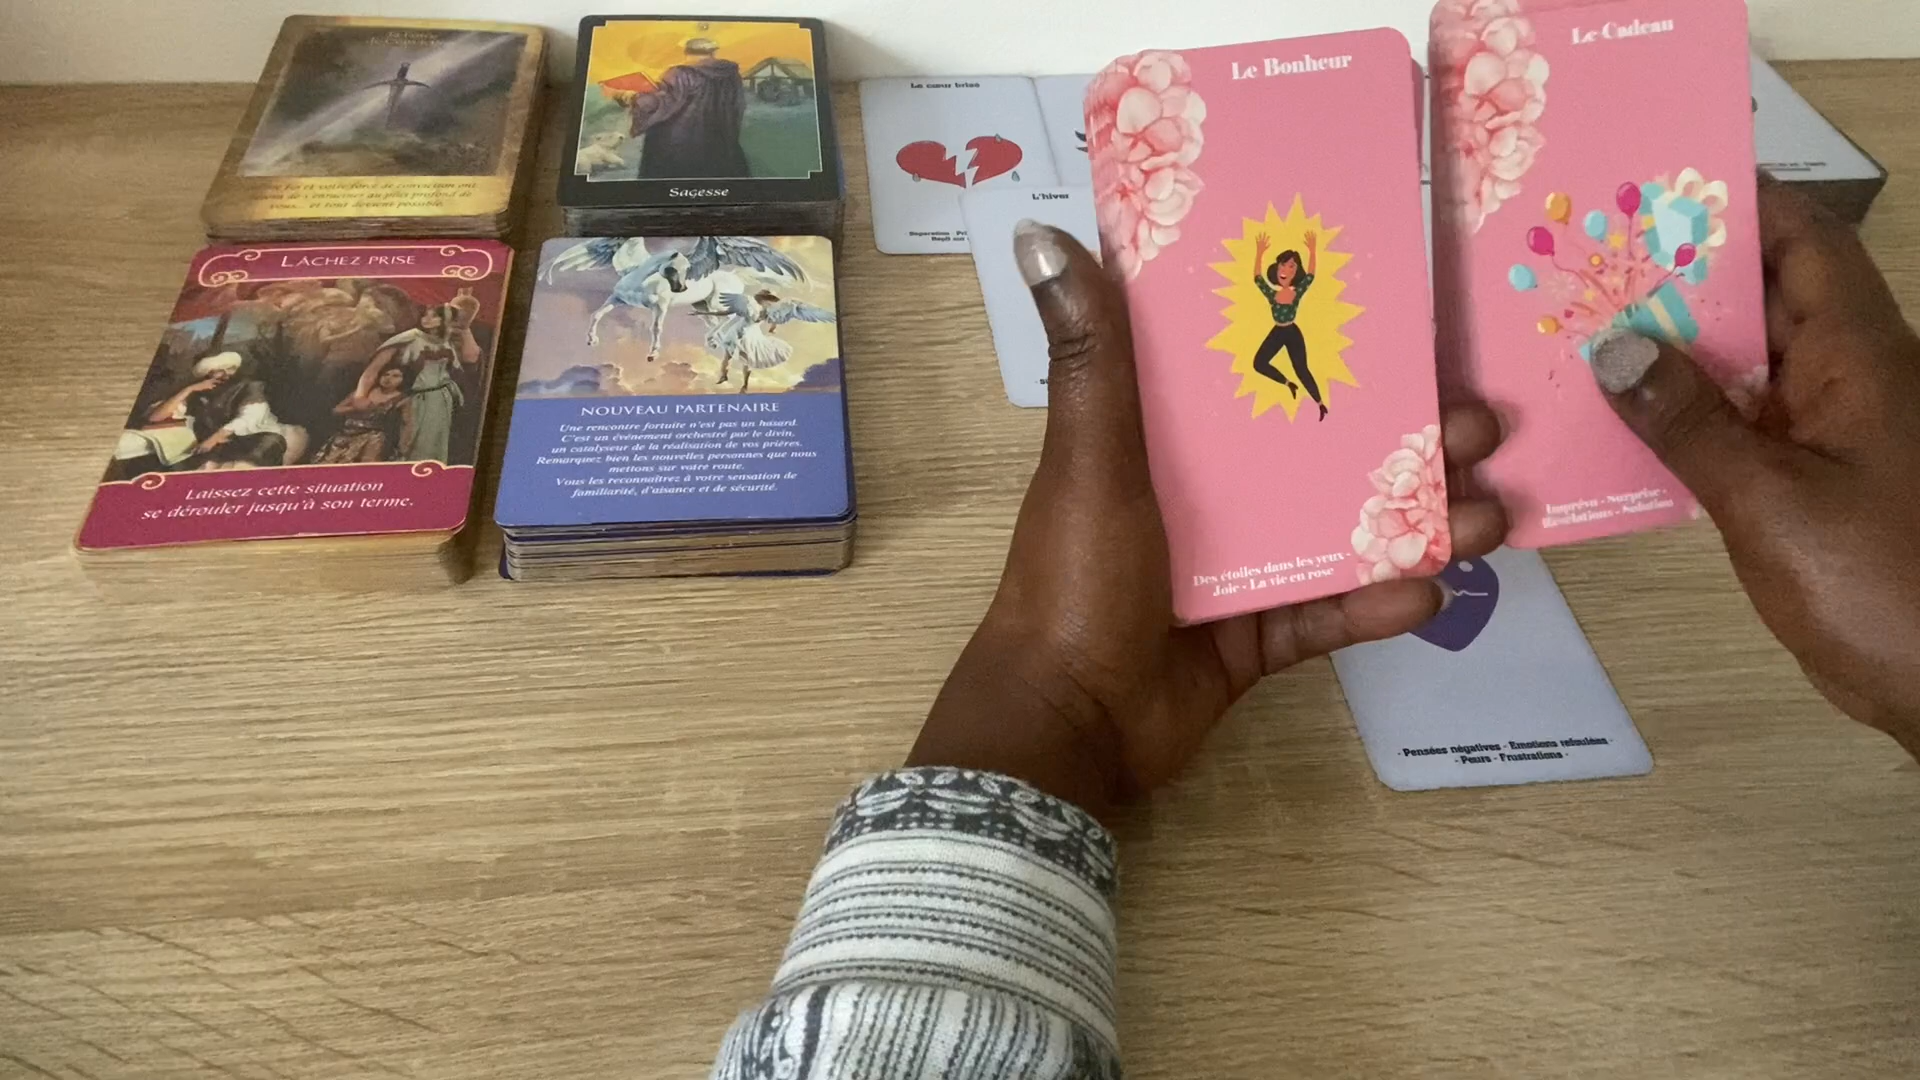 Sagesse
LACHEZ PRISE
Laissez cette situation
se dérouler jusqu'à son terme.
NOUVEAU PARTENAIRE
Une rencontre fortuite n'est pas un hasard.
C'est un événement orchestré par le divin,
un catalyseur de la réalisation de vos prières.
Remarquez bien les nouvelles personnes que nous
mettons sur votre route.
Vous les reconnaîtrez à votre sensation de
familiarité, d'aisance et de sécurité.
Le cœur brisé
L'hiver
Le Bonheur
Des étoiles dans les yeux -
Joie - La vie en rose
Le Cadeau
Imprévu - Surprise -
Révélations - Solution
- Pensées négatives - Emotions refoulées -
- Peurs - Frustrations -